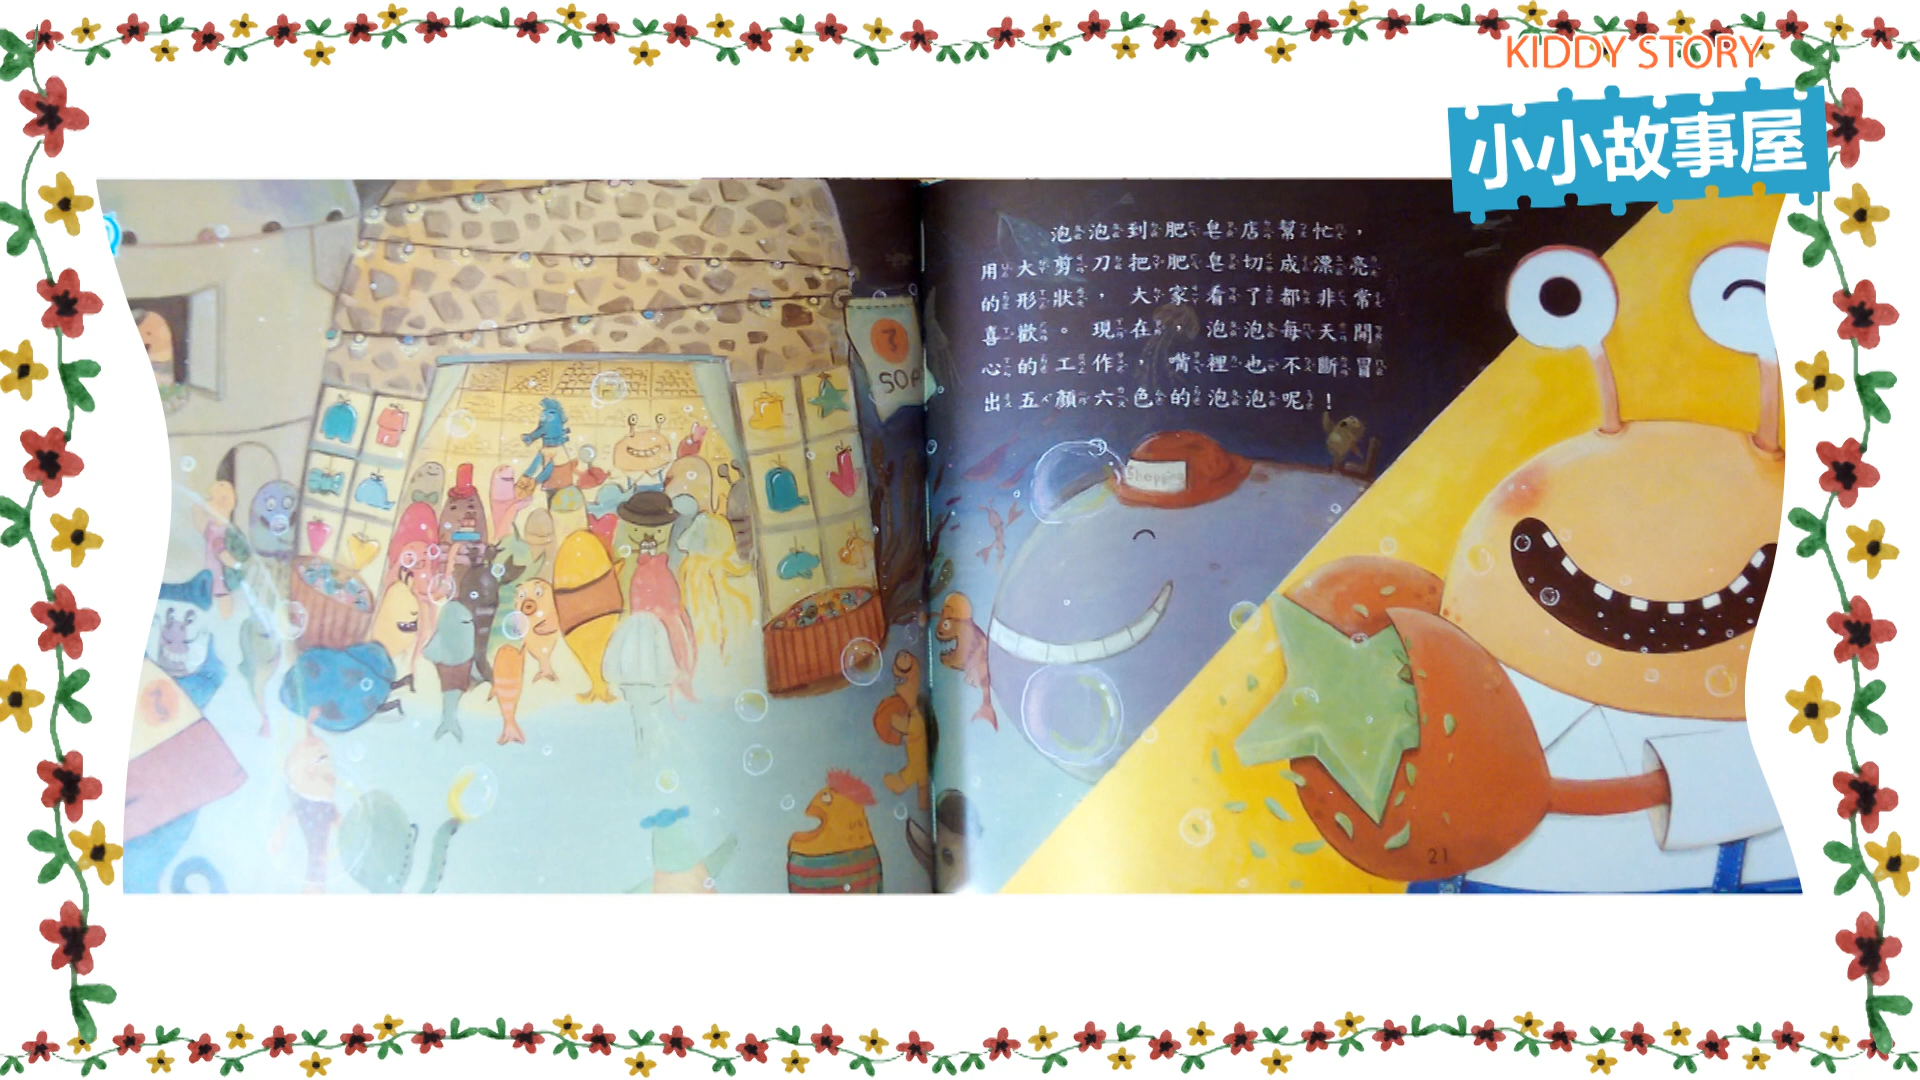 KIDDY STORY
小小故事屋
泡泡到肥皂店幫忙，
用大剪刀把肥皂切成漂亮
的形狀，大家看了都非常
喜歡。現在，泡泡每天開
心的工作，嘴裡也不斷冒
出五顏六色的泡泡呢！
SOAP
Shopping
21